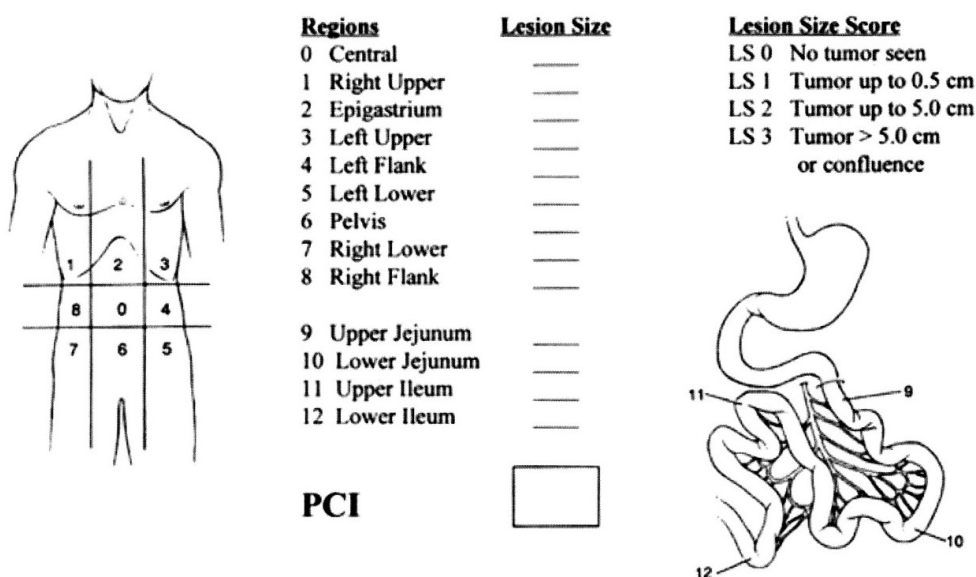 Regions Lesion Size Lesion Size Score
0 Central LS 0 No tumor seen
1 Right Upper LS 1 Tumor up to 0.5 cm
2 Epigastrium LS 2 Tumor up to 5.0 cm
3 Left Upper LS 3 Tumor > 5.0 cm
4 Left Flank or confluence
5 Left Lower
6 Pelvis
7 Right Lower
8 Right Flank
9 Upper Jejunum
10 Lower Jejunum
11 Upper Ileum
12 Lower Ileum
PCI
1 2 3
8 0 4
7 6 5
11 9
10
12